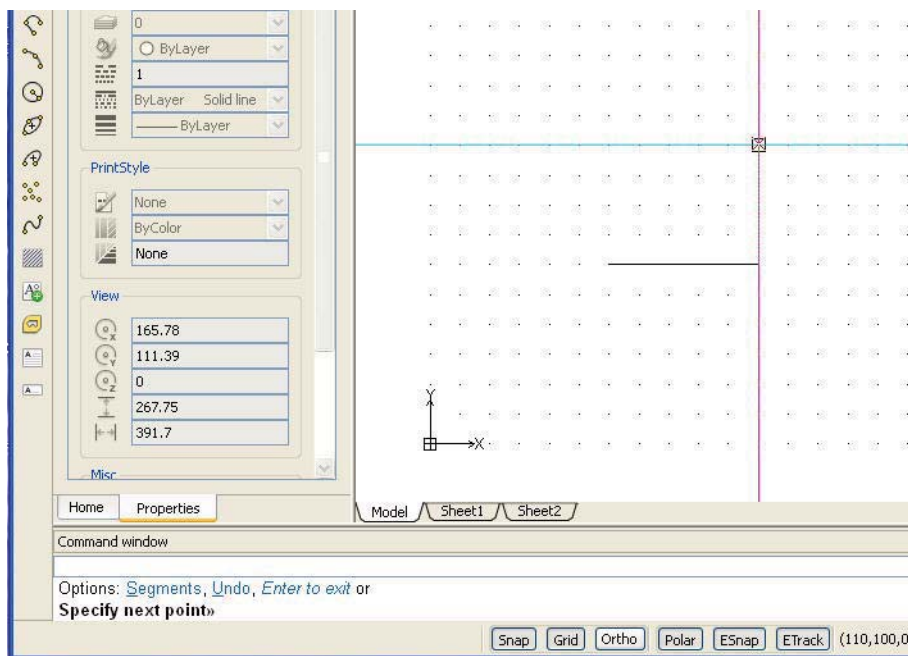 0
ByLayer
1
ByLayer Solid line
ByLayer
PrintStyle
None
ByColor
None
View
X 165.78
Y 111.39
Z 0
267.75
391.7
Misc
Home Properties
Y
X
Model Sheet1 Sheet2
Command window
Options: Segments, Undo, Enter to exit or
Specify next point»
Snap Grid Ortho Polar ESnap ETrack (110,100,0